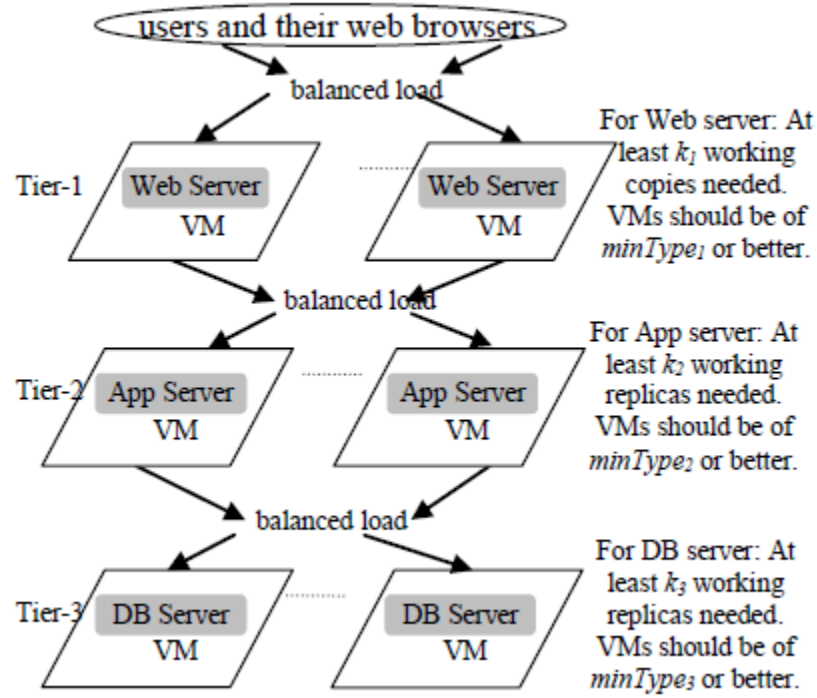 users and their web browsers
balanced load
For Web server: At
least k1 working
copies needed.
VMs should be of
minType1 or better.
Tier-1
Web Server
VM
Web Server
VM
balanced load
For App server: At
least k2 working
replicas needed.
VMs should be of
minType2 or better.
Tier-2
App Server
VM
App Server
VM
balanced load
For DB server: At
least k3 working
replicas needed.
VMs should be of
minType3 or better.
Tier-3
DB Server
VM
DB Server
VM